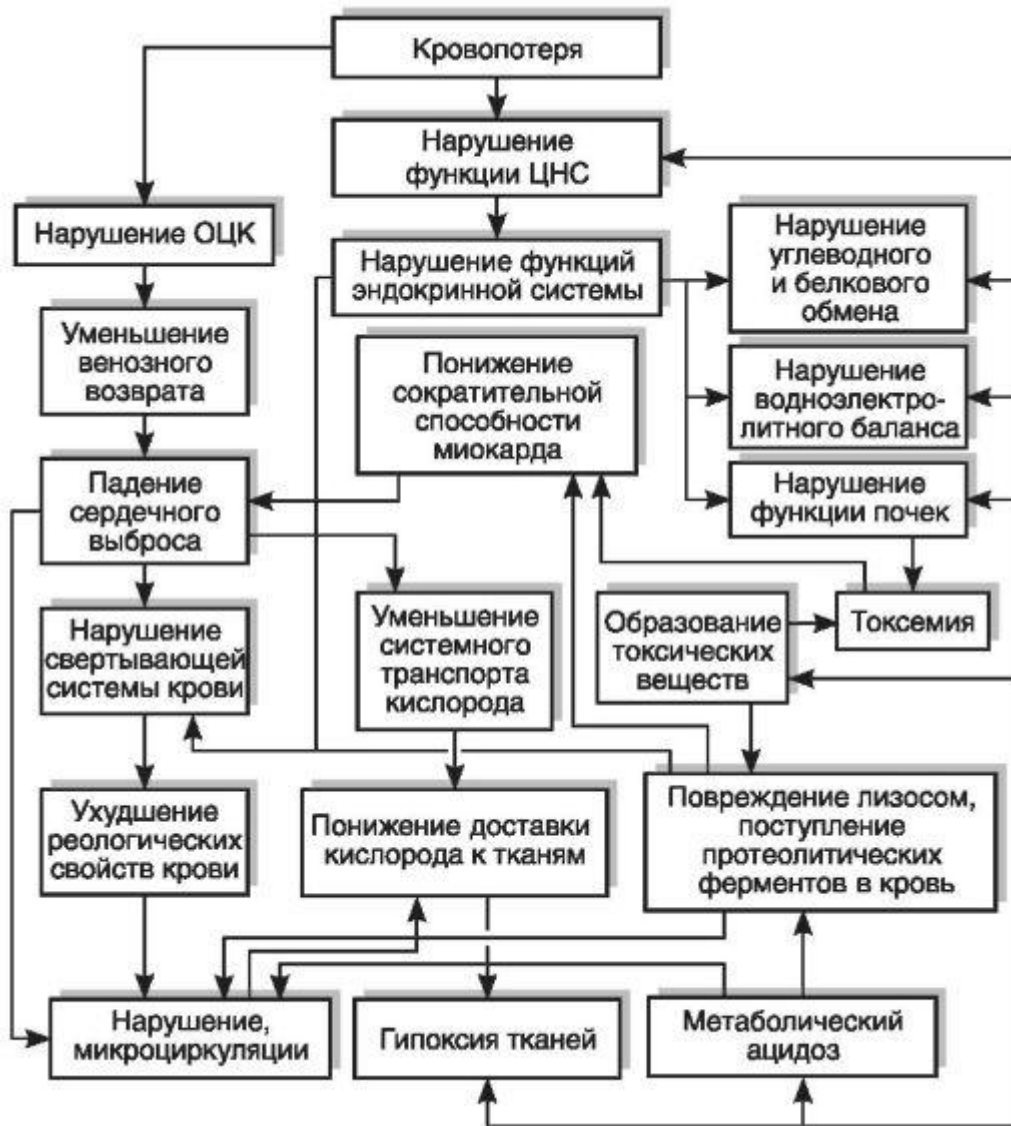 Кровопотеря
Нарушение
функции ЦНС
Нарушение ОЦК
Нарушение функций
эндокринной системы
Нарушение
углеводного
и белкового
обмена
Уменьшение
венозного
возврата
Понижение
сократительной
способности
миокарда
Нарушение
водноэлектро-
литного баланса
Падение
сердечного
выброса
Нарушение
функции почек
Нарушение
свертывающей
системы крови
Уменьшение
системного
транспорта
кислорода
Образование
токсических
веществ
Токсемия
Ухудшение
реологических
свойств крови
Понижение доставки
кислорода к тканям
Повреждение лизосом,
поступление
протеолитических
ферментов в кровь
Нарушение,
микроциркуляции
Гипоксия тканей
Метаболический
ацидоз